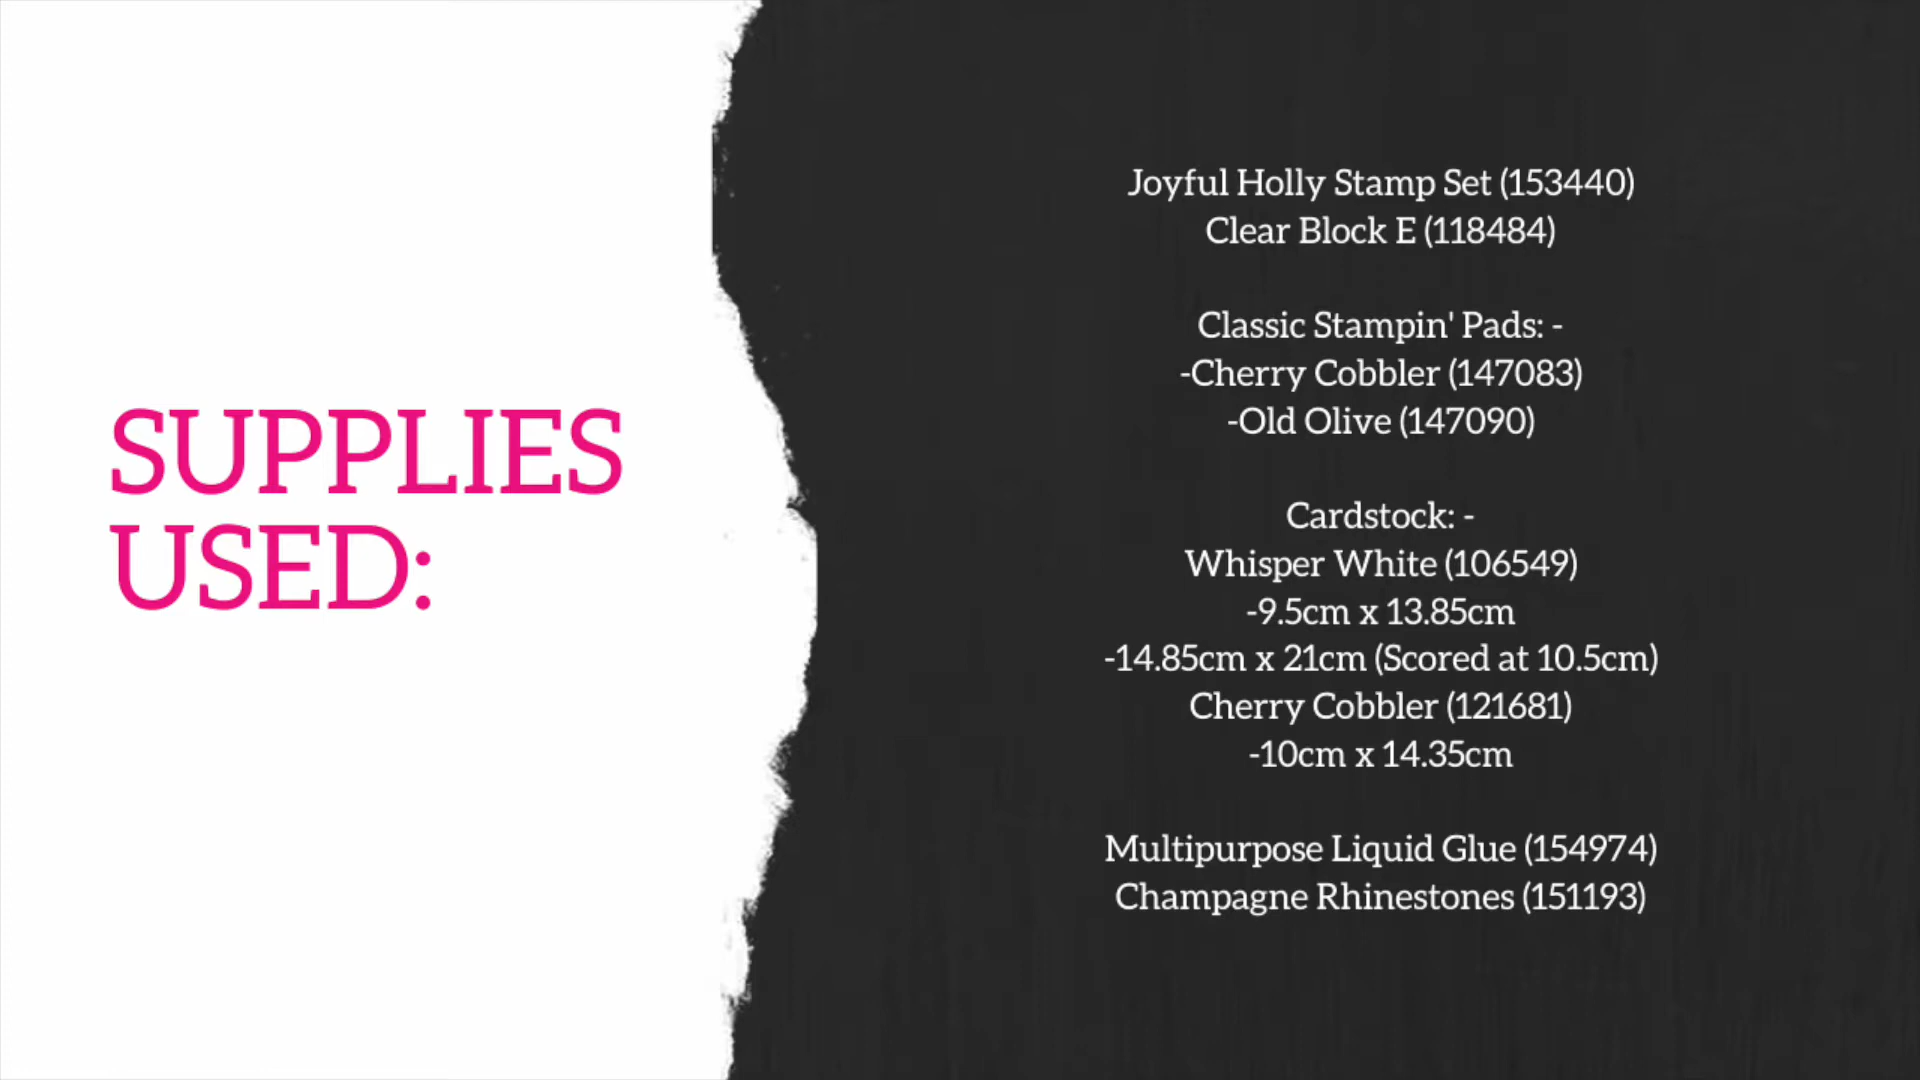 SUPPLIES
USED:
Joyful Holly Stamp Set (153440)
Clear Block E (118484)
Classic Stampin' Pads: -
-Cherry Cobbler (147083)
-Old Olive (147090)
Cardstock: -
Whisper White (106549)
-9.5cm x 13.85cm
-14.85cm x 21cm (Scored at 10.5cm)
Cherry Cobbler (121681)
-10cm x 14.35cm
Multipurpose Liquid Glue (154974)
Champagne Rhinestones (151193)